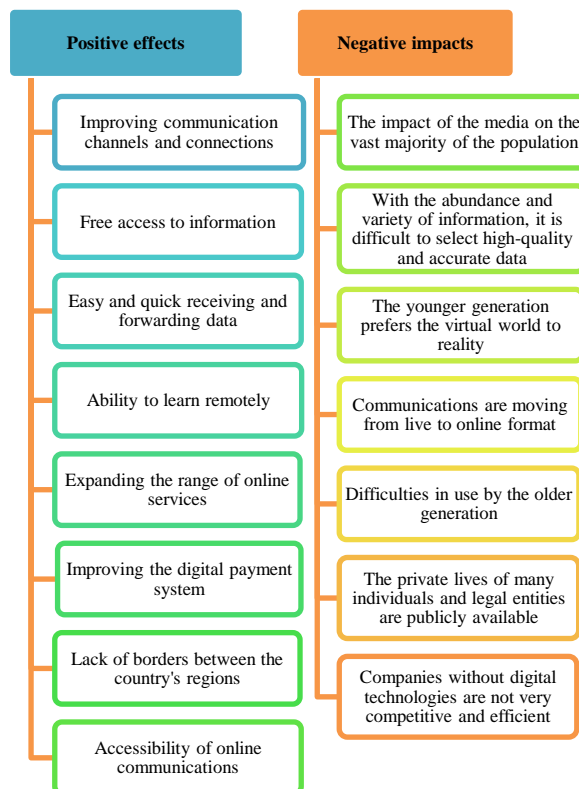 Positive effects
Improving communication
channels and connections
Free access to information
Easy and quick receiving and
forwarding data
Ability to learn remotely
Expanding the range of online
services
Improving the digital payment
system
Lack of borders between the
country's regions
Accessibility of online
communications
Negative impacts
The impact of the media on the
vast majority of the population
With the abundance and
variety of information, it is
difficult to select high-quality
and accurate data
The younger generation
prefers the virtual world to
reality
Communications are moving
from live to online format
Difficulties in use by the older
generation
The private lives of many
individuals and legal entities
are publicly available
Companies without digital
technologies are not very
competitive and efficient